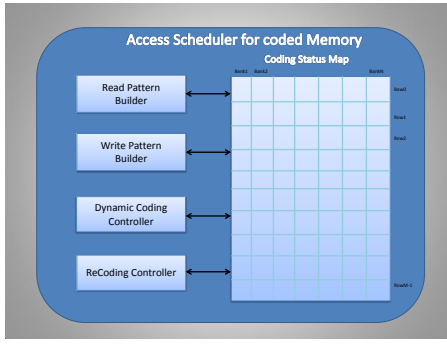 Access Scheduler for coded Memory
Coding Status Map
Bank1 Bank2 BankN
Read Pattern
Builder
Row0
Row1
Write Pattern
Builder
Row2
Dynamic Coding
Controller
ReCoding Controller
RowM-1